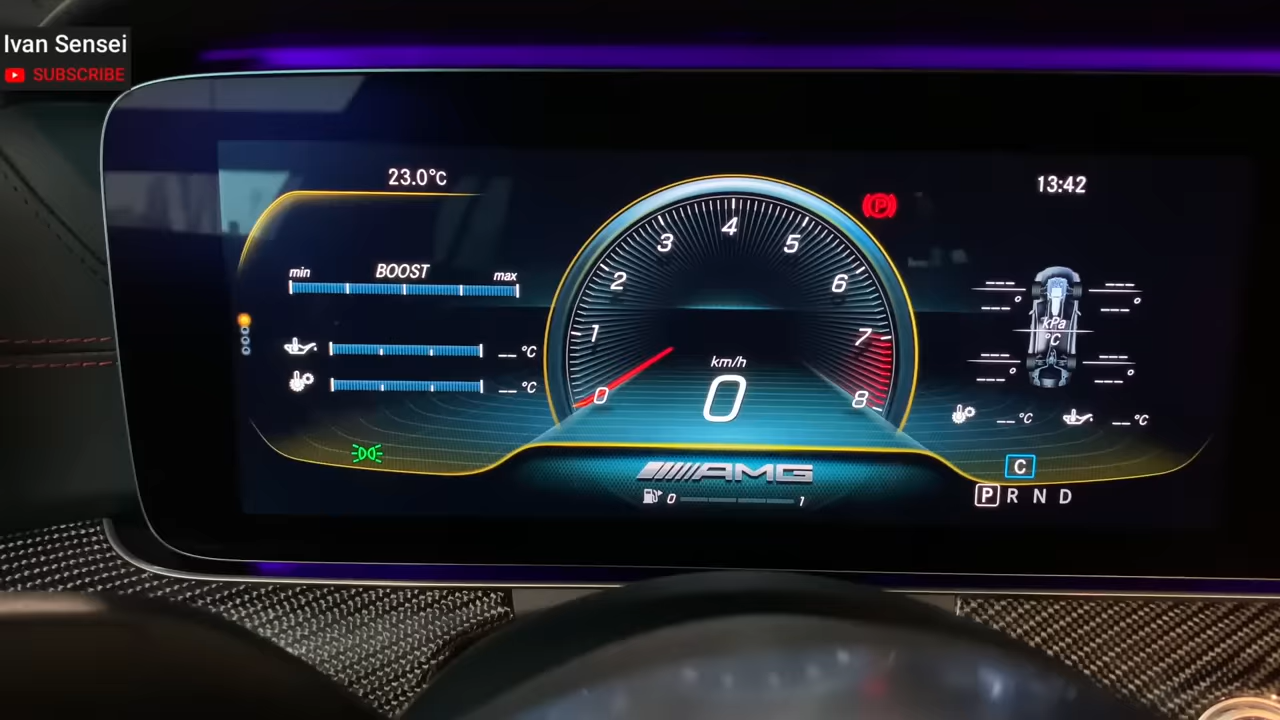 Ivan Sensei
SUBSCRIBE
23.0°C
13:42
P
min BOOST max
-- °C
-- °C
0 1 2 3 4 5 6 7 8
km/h
0
--- ---
---° ---°
kPa
°C
--- ---
---° ---°
-- °C -- °C
AMG
0 1
C
P R N D